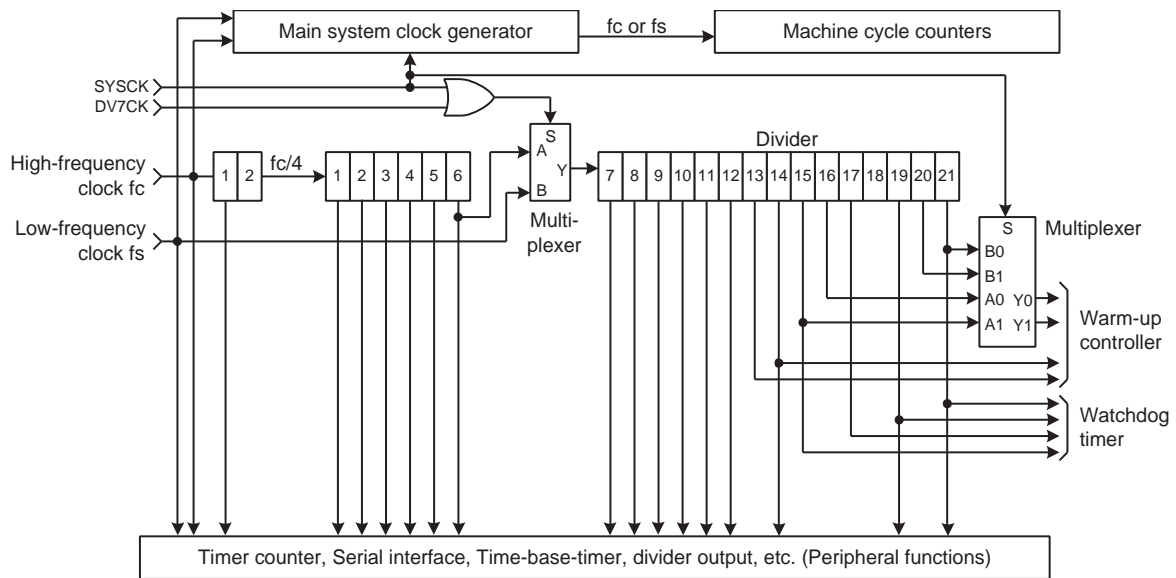 Main system clock generator
fc or fs
Machine cycle counters
SYSCK
DV7CK
High-frequency
clock fc
Low-frequency
clock fs
1 2
fc/4
1 2 3 4 5 6
S
A
Y
B
Multi-
plexer
Divider
7 8 9 10 11 12 13 14 15 16 17 18 19 20 21
S
Multiplexer
B0
B1
A0 Y0
A1 Y1
Warm-up
controller
Watchdog
timer
Timer counter, Serial interface, Time-base-timer, divider output, etc. (Peripheral functions)